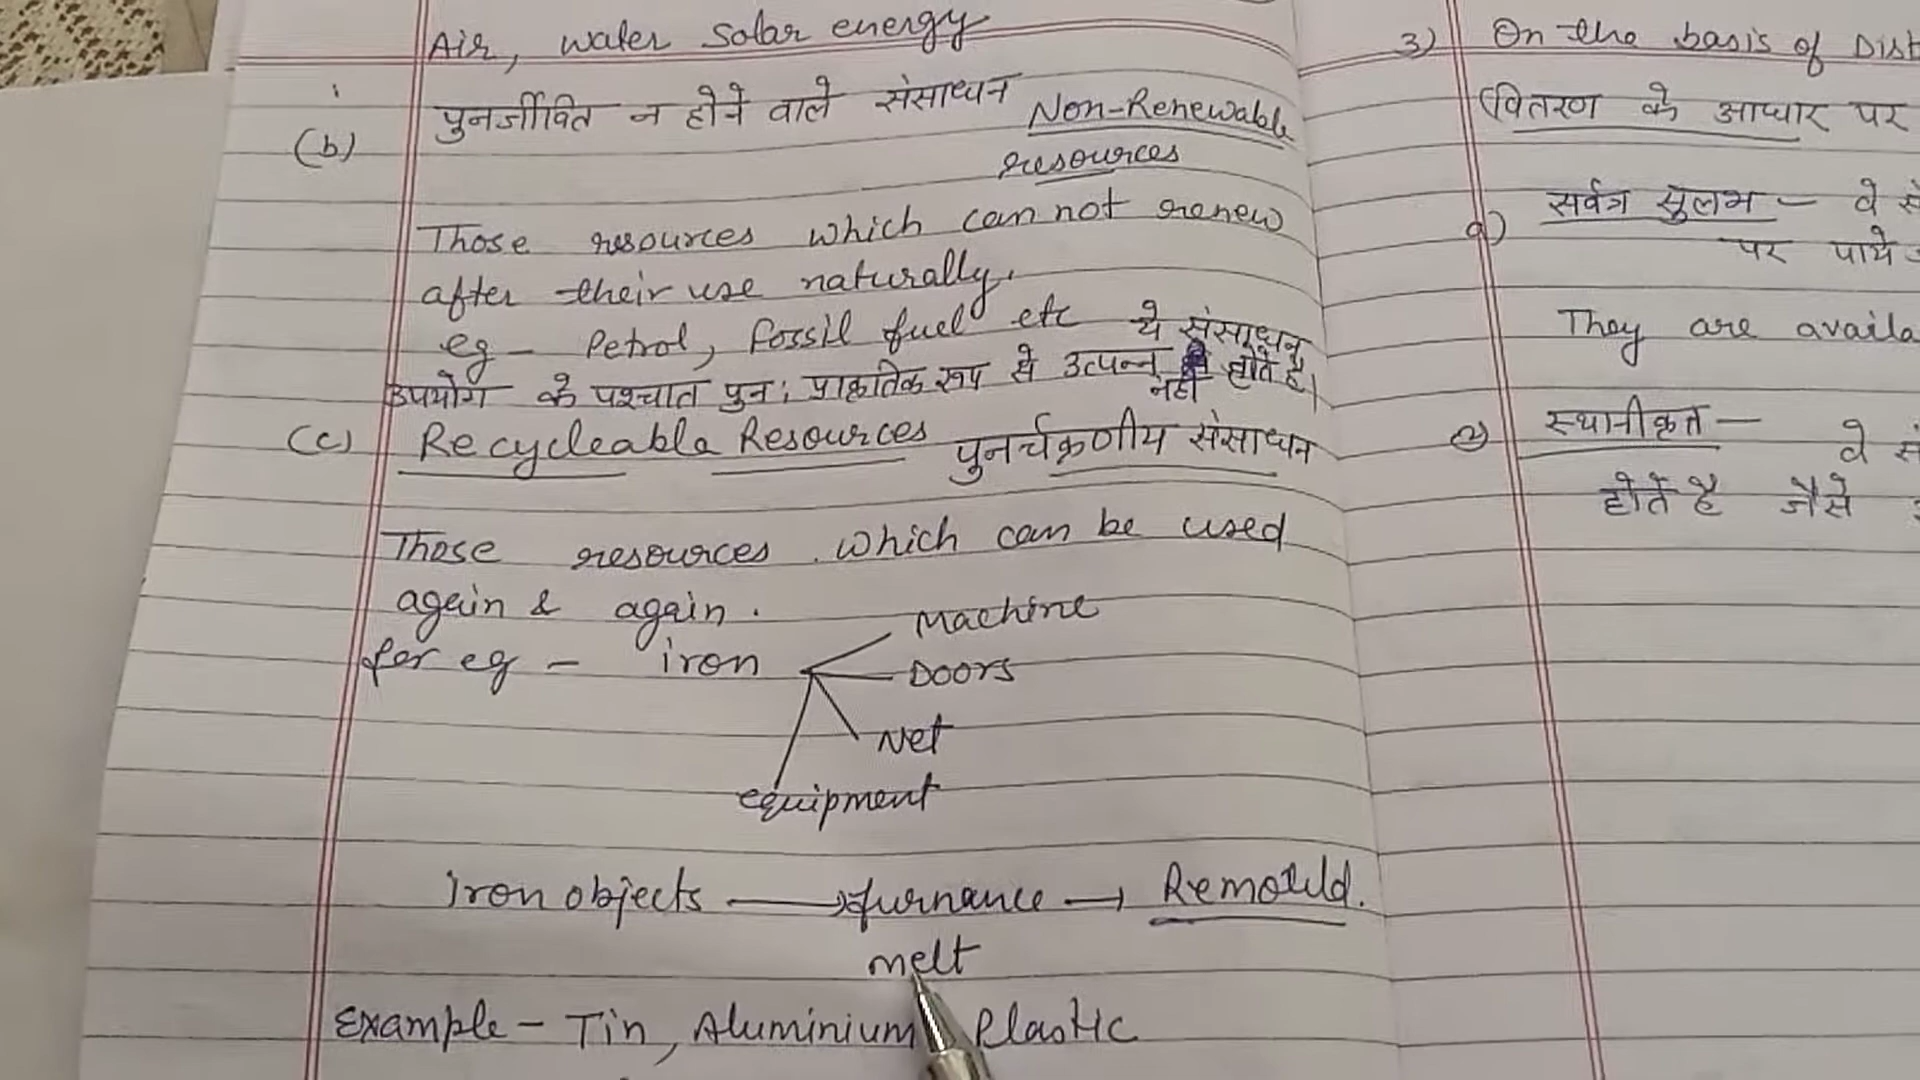 Air, water solar energy
(b) पुनर्जीवित न होने वाले संसाधन Non-Renewable
resources
Those resources which can not renew
after their use naturally.
eg - Petrol, fossil fuel etc ये संसाधन
उपयोग के पश्चात पुन: प्राकृतिक रूप से उत्पन्न नहीं होते है।
(c) Recycleable Resources पुनर्चक्रणीय संसाधन
Those resources which can be used
again & again.
for eg - iron
Machine
Doors
Net
equipment
Iron objects → furnance → Remould.
melt
Example - Tin, Aluminium Plastic
3) On the basis of Dist
वितरण के आधार पर
a) सर्वत्र सुलभ - वे सं
पर पाये
They are availa
स्थानीकृत - वे सं
होते है जैसे